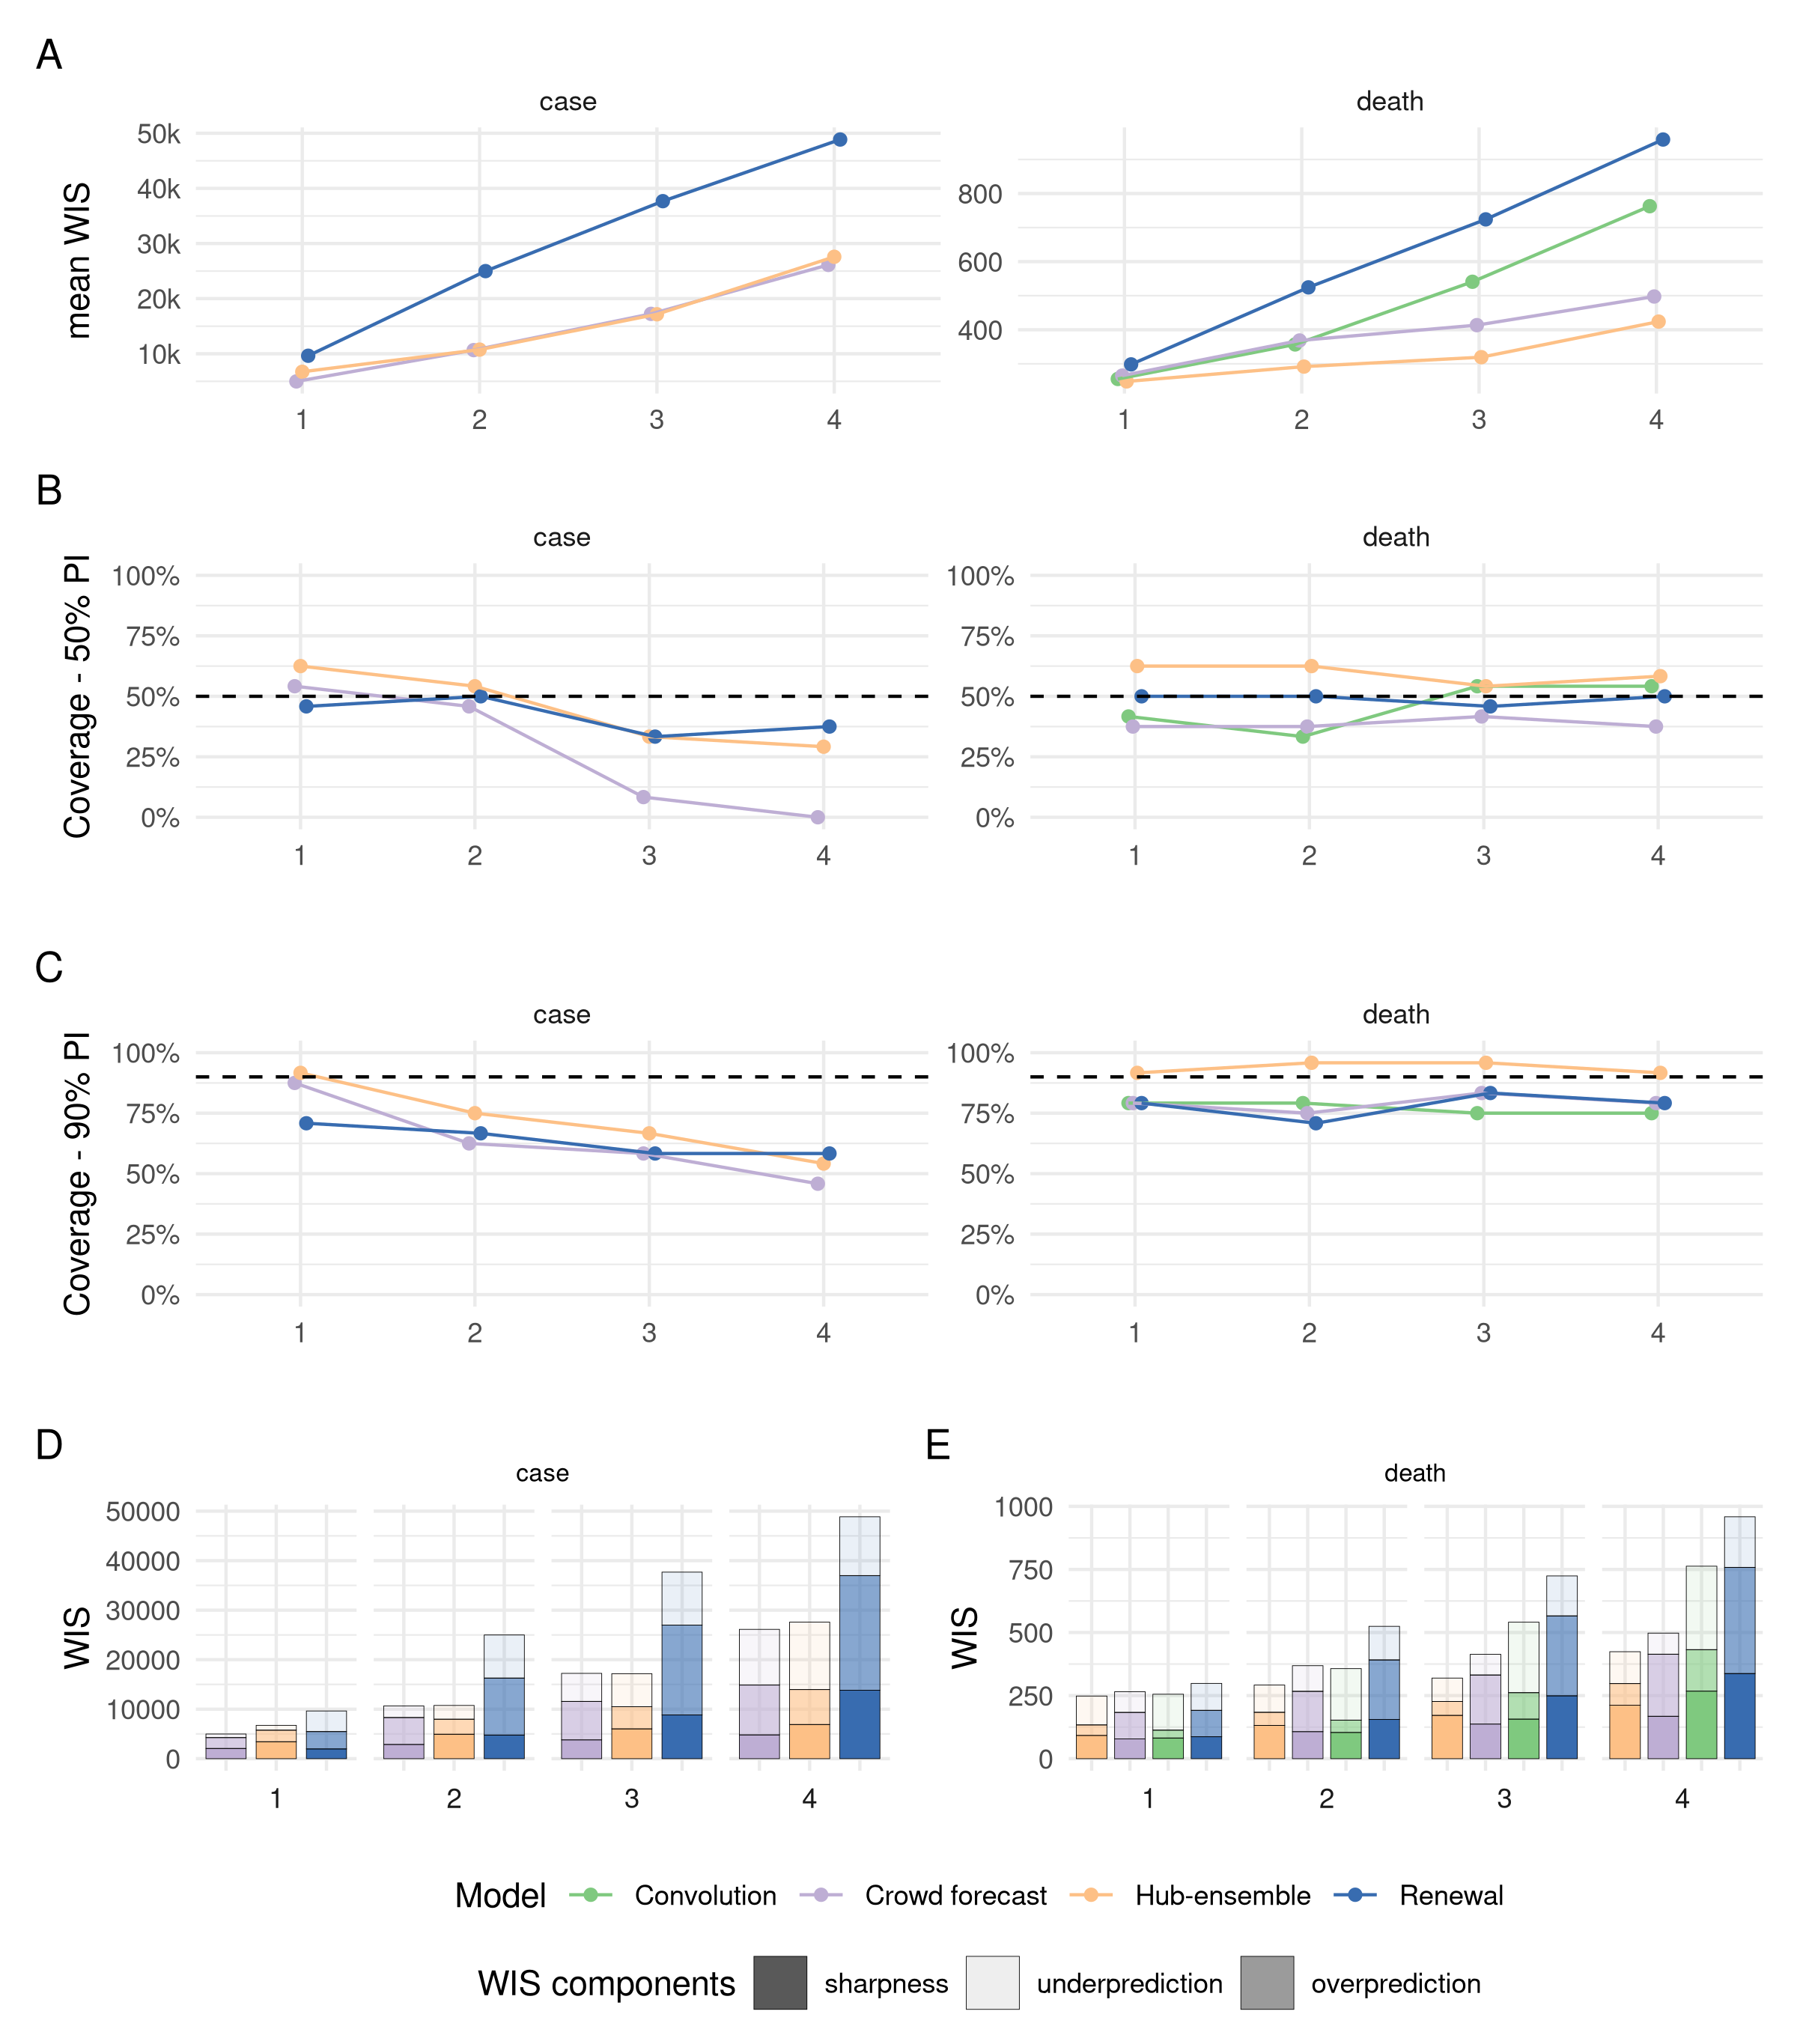 A
case
death
mean WIS
50k
40k
30k
20k
10k
800
600
400
1 2 3 4
1 2 3 4
B
case
death
Coverage - 50% PI
100%
75%
50%
25%
0%
100%
75%
50%
25%
0%
1 2 3 4
1 2 3 4
C
case
death
Coverage - 90% PI
100%
75%
50%
25%
0%
100%
75%
50%
25%
0%
1 2 3 4
1 2 3 4
D
case
WIS
50000
40000
30000
20000
10000
0
1 2 3 4
E
death
WIS
1000
750
500
250
0
1 2 3 4
Model Convolution Crowd forecast Hub-ensemble Renewal
WIS components sharpness underprediction overprediction